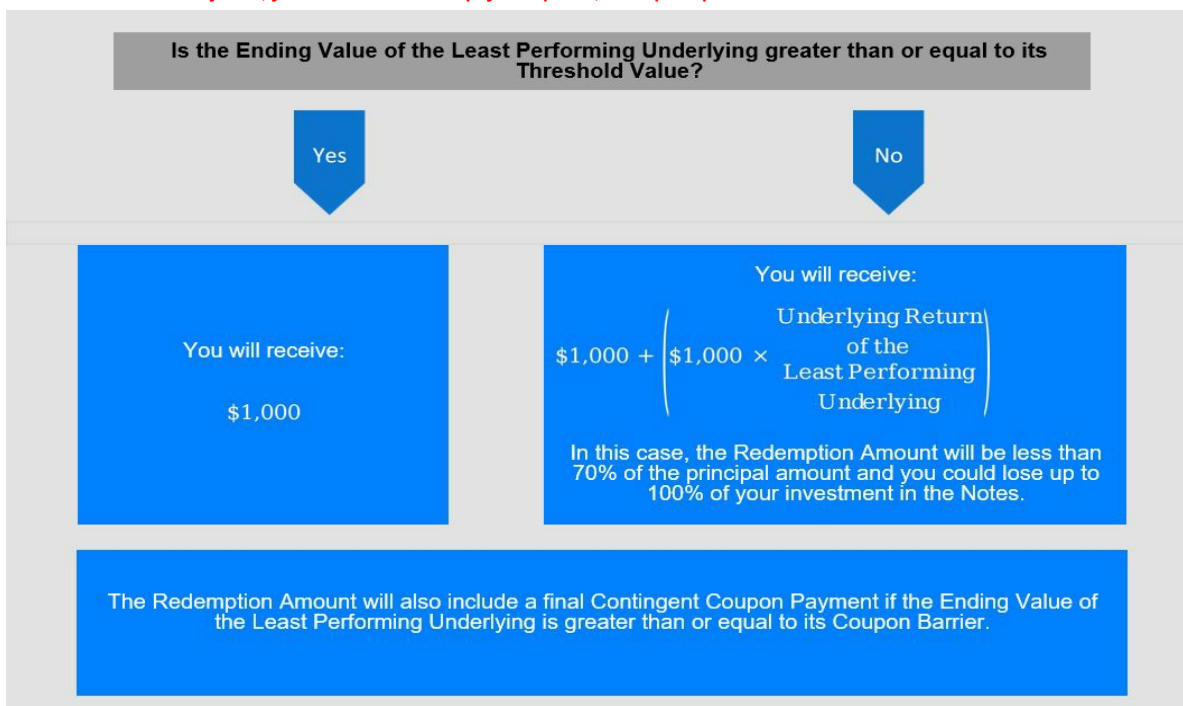 Is the Ending Value of the Least Performing Underlying greater than or equal to its
Threshold Value?
Yes
No
You will receive:
$1,000
You will receive:
$1,000 + ($1,000 × Underlying Return
of the
Least Performing
Underlying)
In this case, the Redemption Amount will be less than
70% of the principal amount and you could lose up to
100% of your investment in the Notes.
The Redemption Amount will also include a final Contingent Coupon Payment if the Ending Value of
the Least Performing Underlying is greater than or equal to its Coupon Barrier.